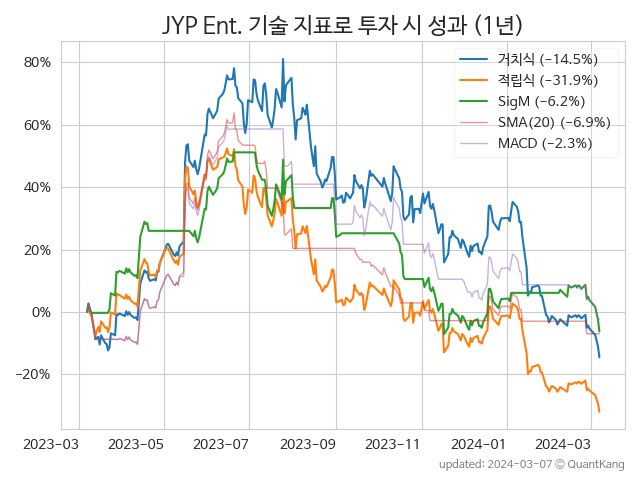 JYP Ent. 기술 지표로 투자 시 성과 (1년)
거치식 (−14.5%)
적립식 (−31.9%)
SigM (−6.2%)
SMA(20) (−6.9%)
MACD (−2.3%)
80%
60%
40%
20%
0%
−20%
2023-03 2023-05 2023-07 2023-09 2023-11 2024-01 2024-03
updated: 2024-03-07 © QuantKang